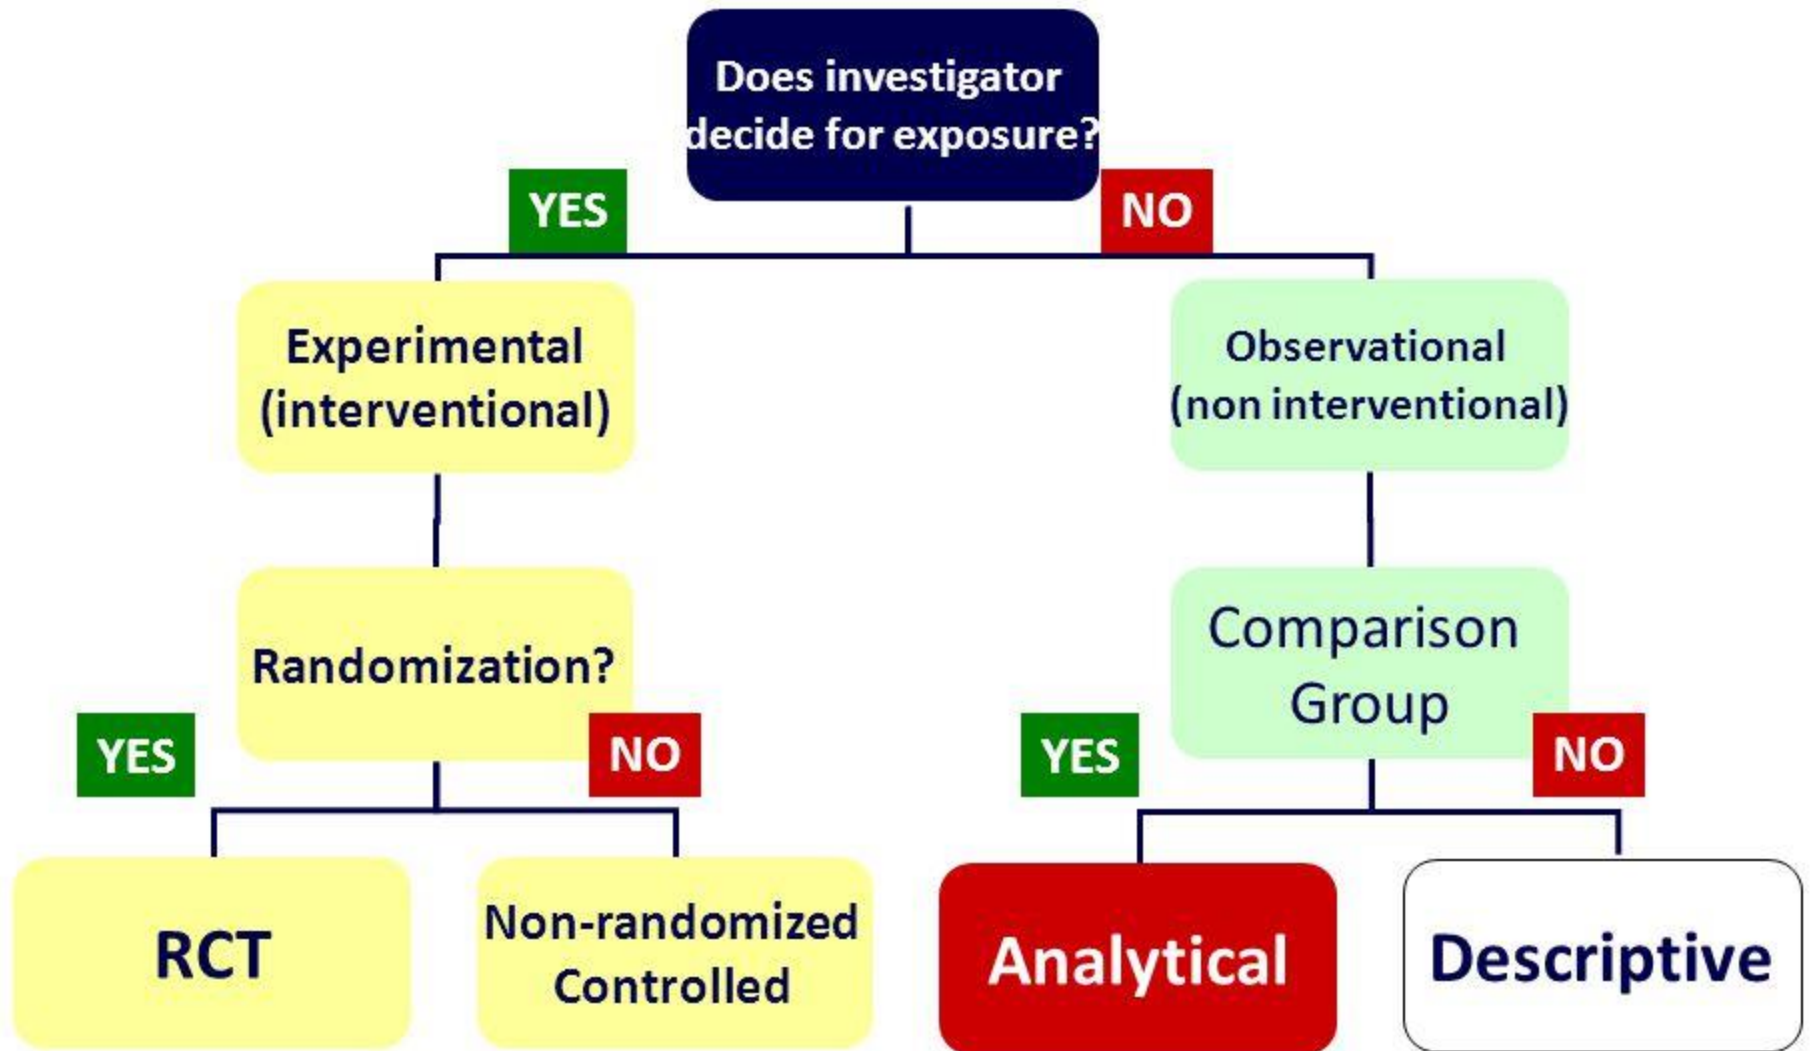 Does investigator
decide for exposure?
YES
NO
Experimental
(interventional)
Observational
(non interventional)
Randomization?
Comparison
Group
YES
NO
YES
NO
RCT
Non-randomized
Controlled
Analytical
Descriptive